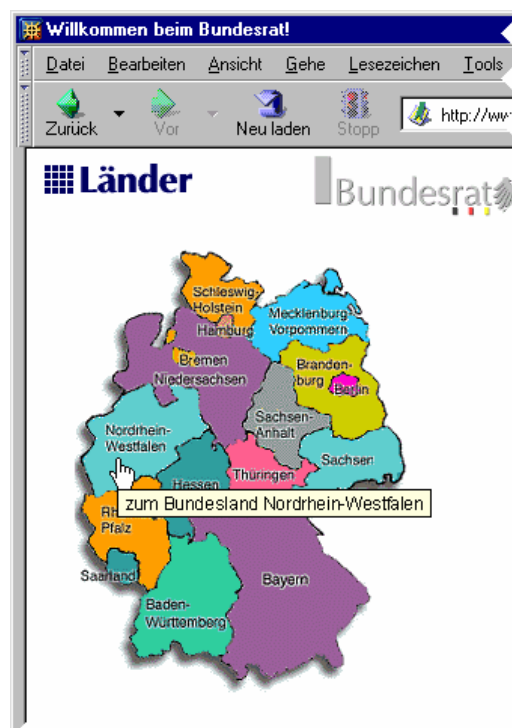 Willkommen beim Bundesrat!
Datei Bearbeiten Ansicht Gehe Lesezeichen Tools
Zurück Vor Neu laden Stopp http://ww
Länder
Bundesrat
Schleswig-
Holstein
Mecklenburg
Vorpommern
Hamburg
Bremen
Niedersachsen
Branden-
burg
Berlin
Sachsen-
Anhalt
Nordrhein-
Westfalen
Sachsen
Thüringen
Hessen
zum Bundesland Nordrhein-Westfalen
Pfalz
Saarland
Bayern
Baden-
Württemberg